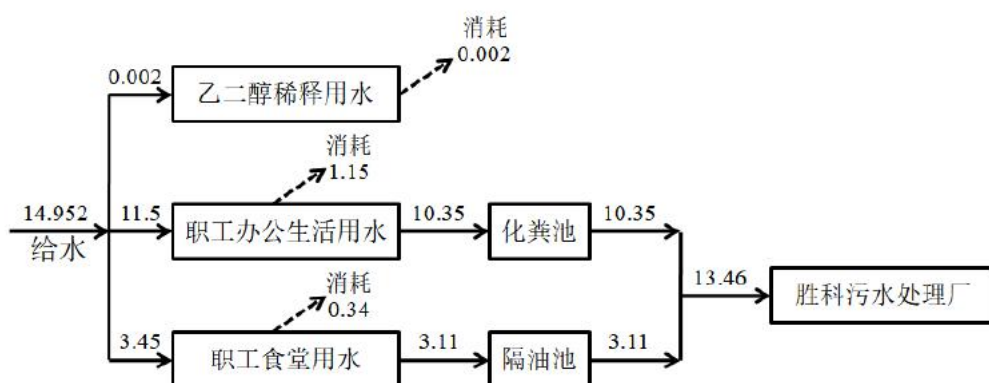 消耗
0.002
0.002
乙二醇稀释用水
消耗
1.15
14.952
给水
11.5
职工办公生活用水
10.35
化粪池
10.35
13.46
胜科污水处理厂
消耗
0.34
3.45
职工食堂用水
3.11
隔油池
3.11